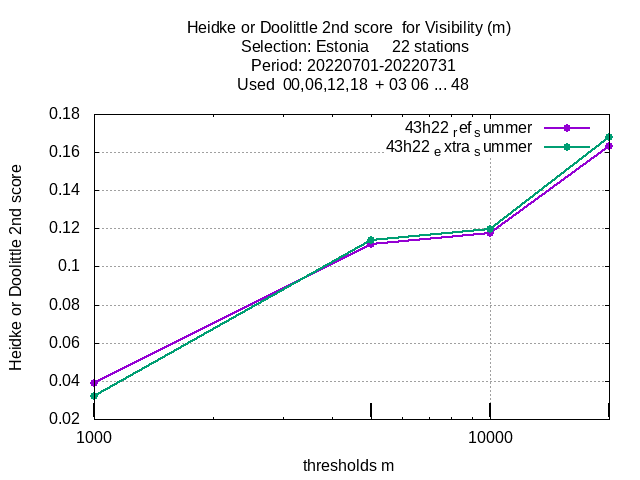 Heidke or Doolittle 2nd score  for Visibility (m)
Selection: Estonia     22 stations
Period: 20220701-20220731
Used  00,06,12,18  + 03 06 ... 48
43h22 ref summer
43h22 extra summer
Heidke or Doolittle 2nd score
0.18
0.16
0.14
0.12
0.1
0.08
0.06
0.04
0.02
1000 10000
thresholds m